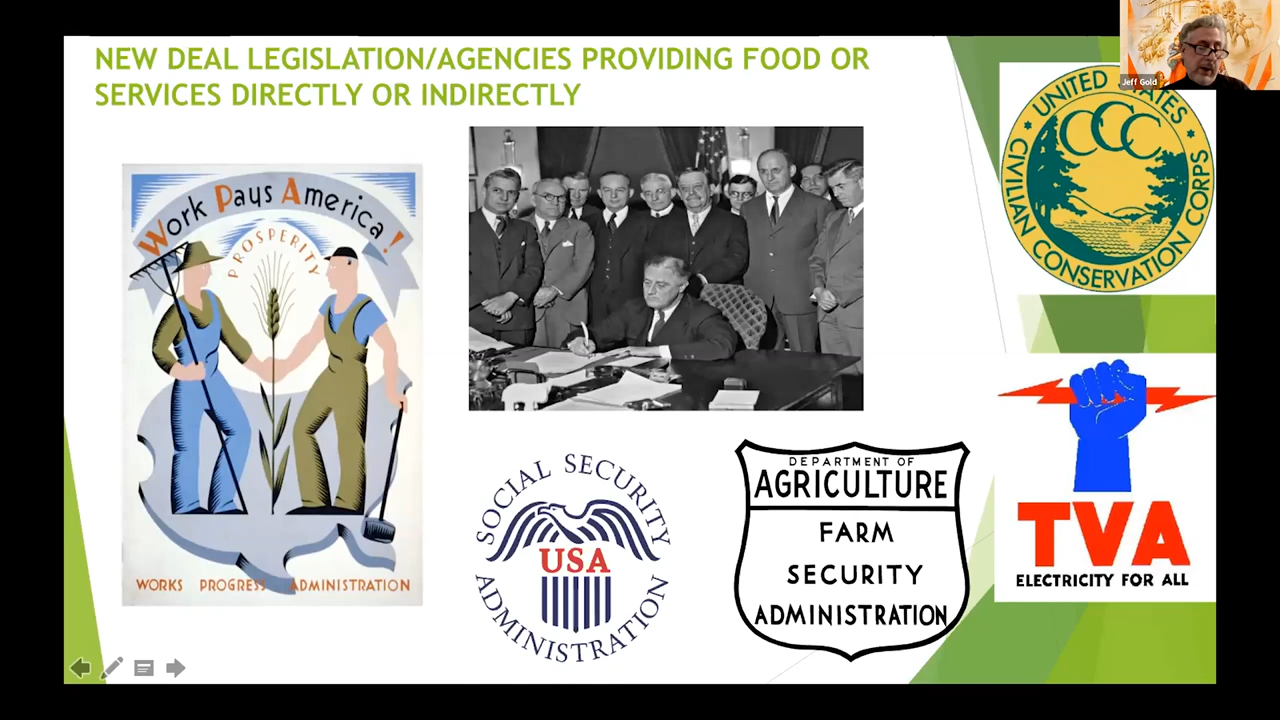 NEW DEAL LEGISLATION/AGENCIES PROVIDING FOOD OR
SERVICES DIRECTLY OR INDIRECTLY
Jeff Gold
Work Pays America!
PROSPERITY
WORKS PROGRESS ADMINISTRATION
UNITED STATES
CCC
CIVILIAN CONSERVATION CORPS
SOCIAL SECURITY
USA
ADMINISTRATION
DEPARTMENT OF
AGRICULTURE
FARM
SECURITY
ADMINISTRATION
TVA
ELECTRICITY FOR ALL